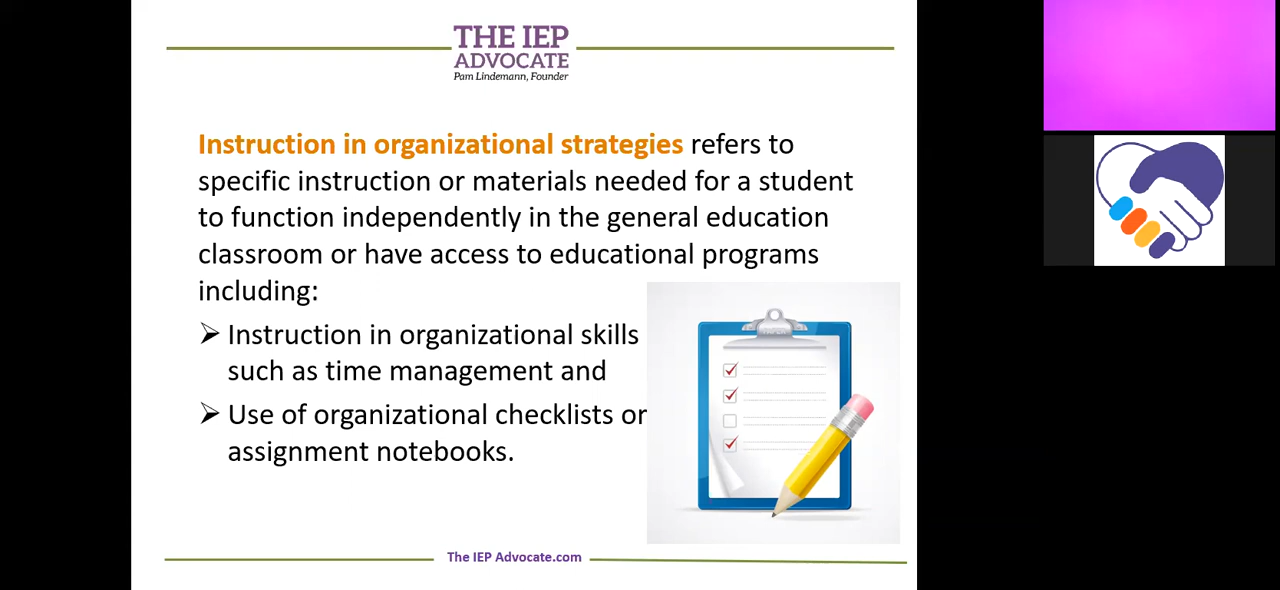 THE IEP
ADVOCATE
Pam Lindemann, Founder
Instruction in organizational strategies refers to
specific instruction or materials needed for a student
to function independently in the general education
classroom or have access to educational programs
including:
➢ Instruction in organizational skills
such as time management and
➢ Use of organizational checklists or
assignment notebooks.
The IEP Advocate.com